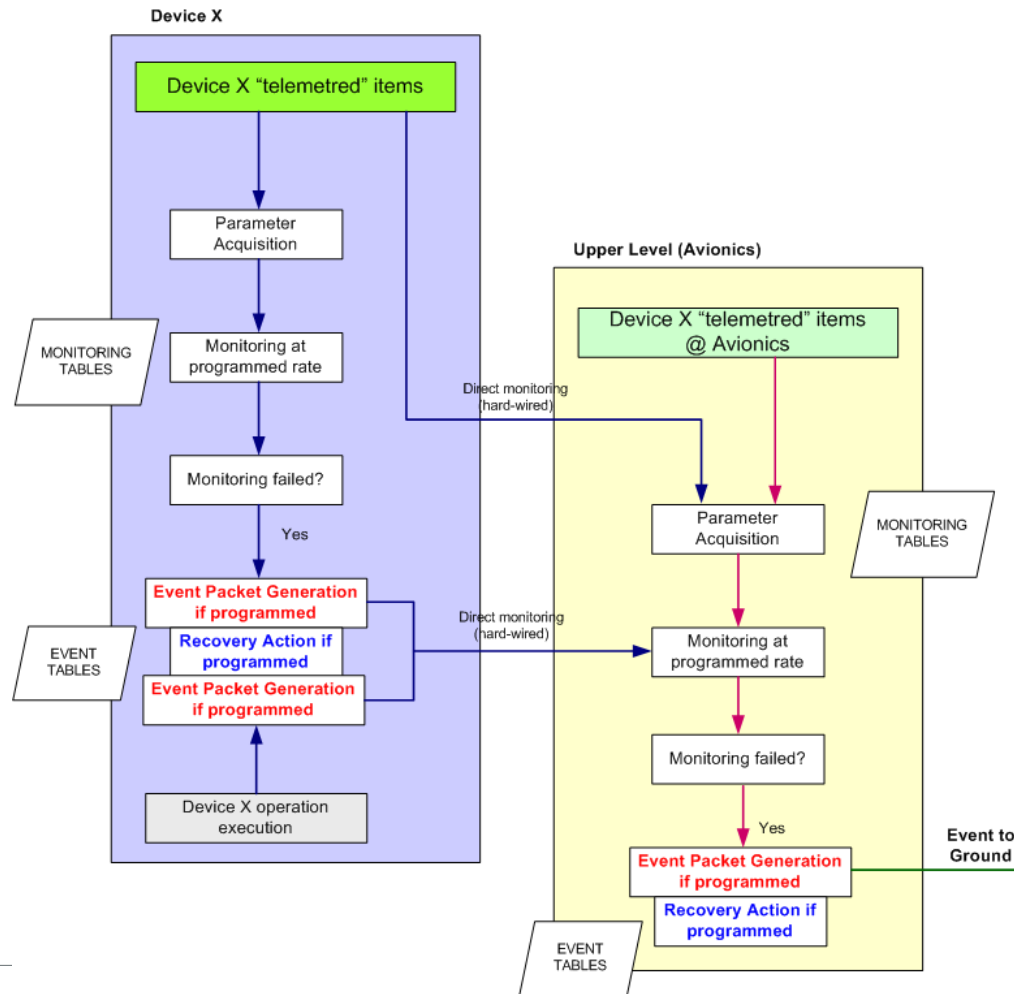 Device X
Device X “telemetred” items
Parameter
Acquisition
MONITORING
TABLES
Monitoring at
programmed rate
Monitoring failed?
Yes
Event Packet Generation
if programmed
Recovery Action if
programmed
Event Packet Generation
if programmed
EVENT
TABLES
Device X operation
execution
Direct monitoring
(hard-wired)
Direct monitoring
(hard-wired)
Upper Level (Avionics)
Device X “telemetred” items
@ Avionics
Parameter
Acquisition
MONITORING
TABLES
Monitoring at
programmed rate
Monitoring failed?
Yes
Event Packet Generation
if programmed
Recovery Action if
programmed
EVENT
TABLES
Event to
Ground